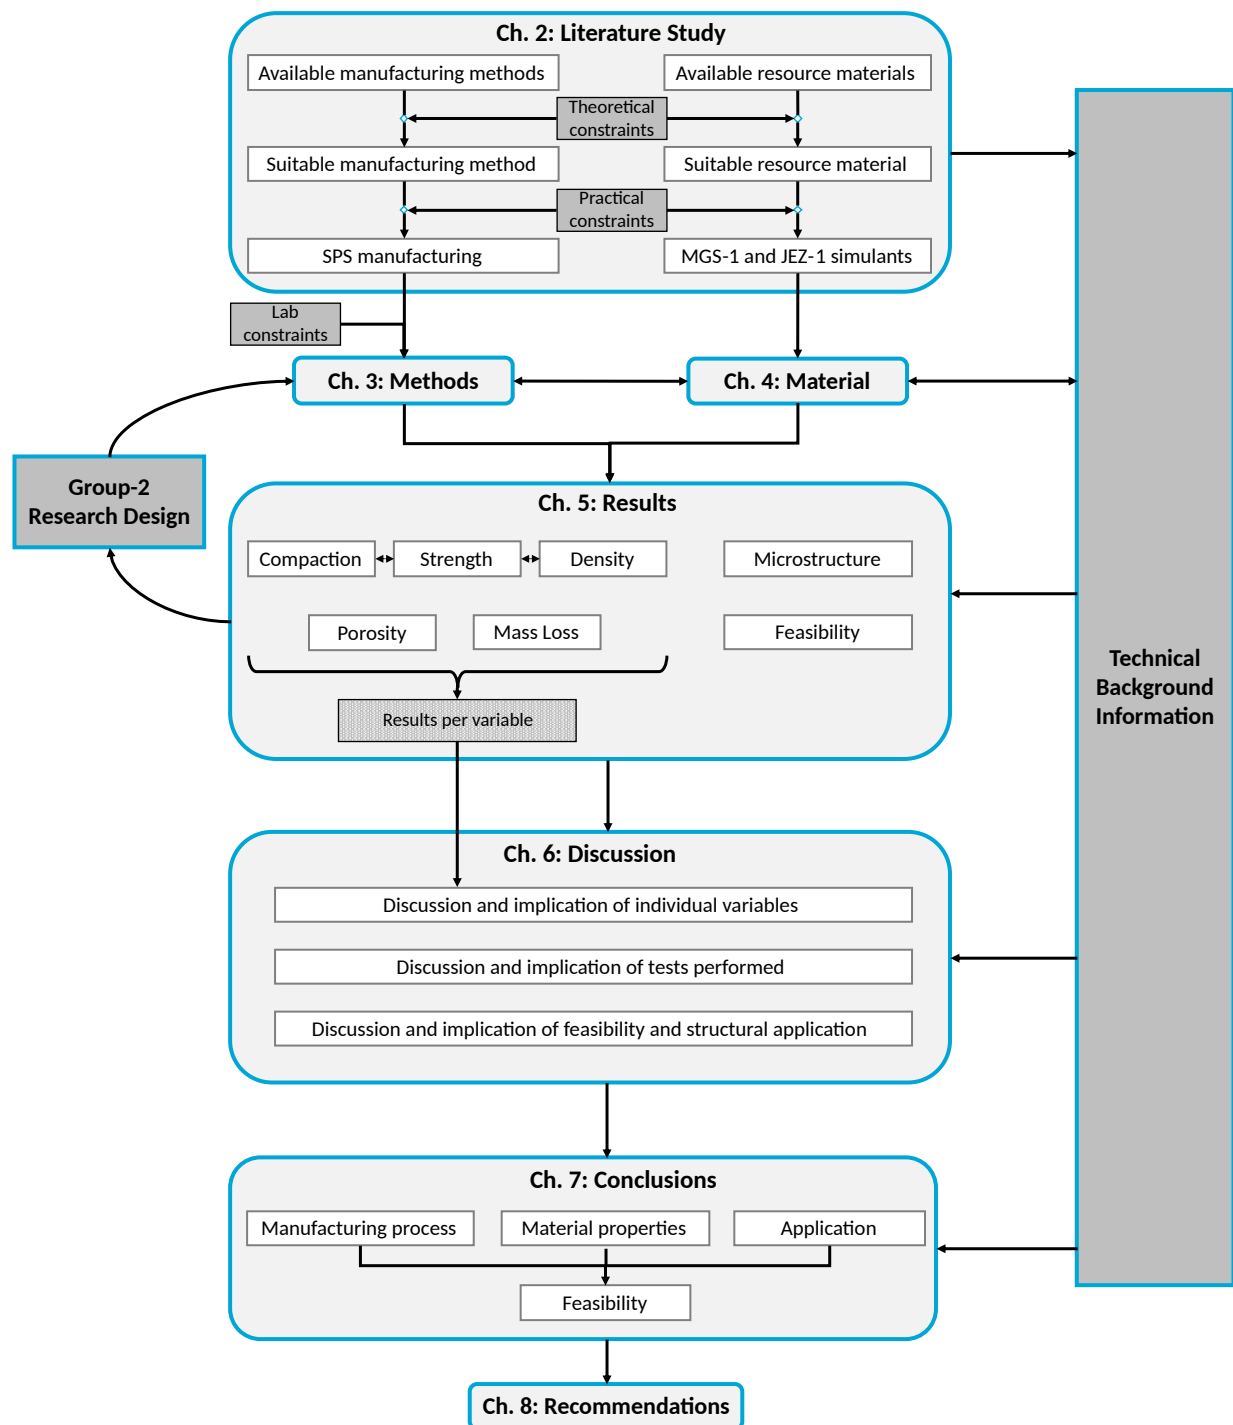 Ch. 2: Literature Study
Available manufacturing methods
Available resource materials
Theoretical
constraints
Suitable manufacturing method
Suitable resource material
Practical
constraints
SPS manufacturing
MGS-1 and JEZ-1 simulants
Lab
constraints
Ch. 3: Methods
Ch. 4: Material
Group-2
Research Design
Ch. 5: Results
Compaction
Strength
Density
Microstructure
Porosity
Mass Loss
Feasibility
Results per variable
Technical
Background
Information
Ch. 6: Discussion
Discussion and implication of individual variables
Discussion and implication of tests performed
Discussion and implication of feasibility and structural application
Ch. 7: Conclusions
Manufacturing process
Material properties
Application
Feasibility
Ch. 8: Recommendations